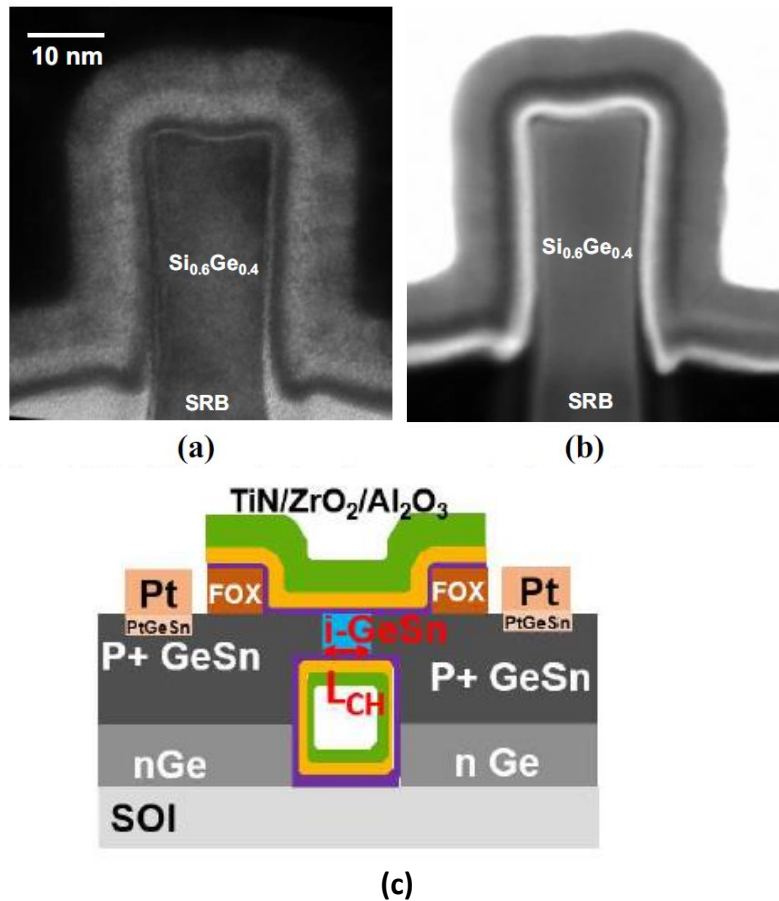 10 nm
Si0.6Ge0.4
SRB
(a)
Si0.6Ge0.4
SRB
(b)
TiN/ZrO2/Al2O3
Pt
FOX
FOX
Pt
PtGeSn
PtGeSn
i-GeSn
P+ GeSn
P+ GeSn
LCH
nGe
n Ge
SOI
(c)